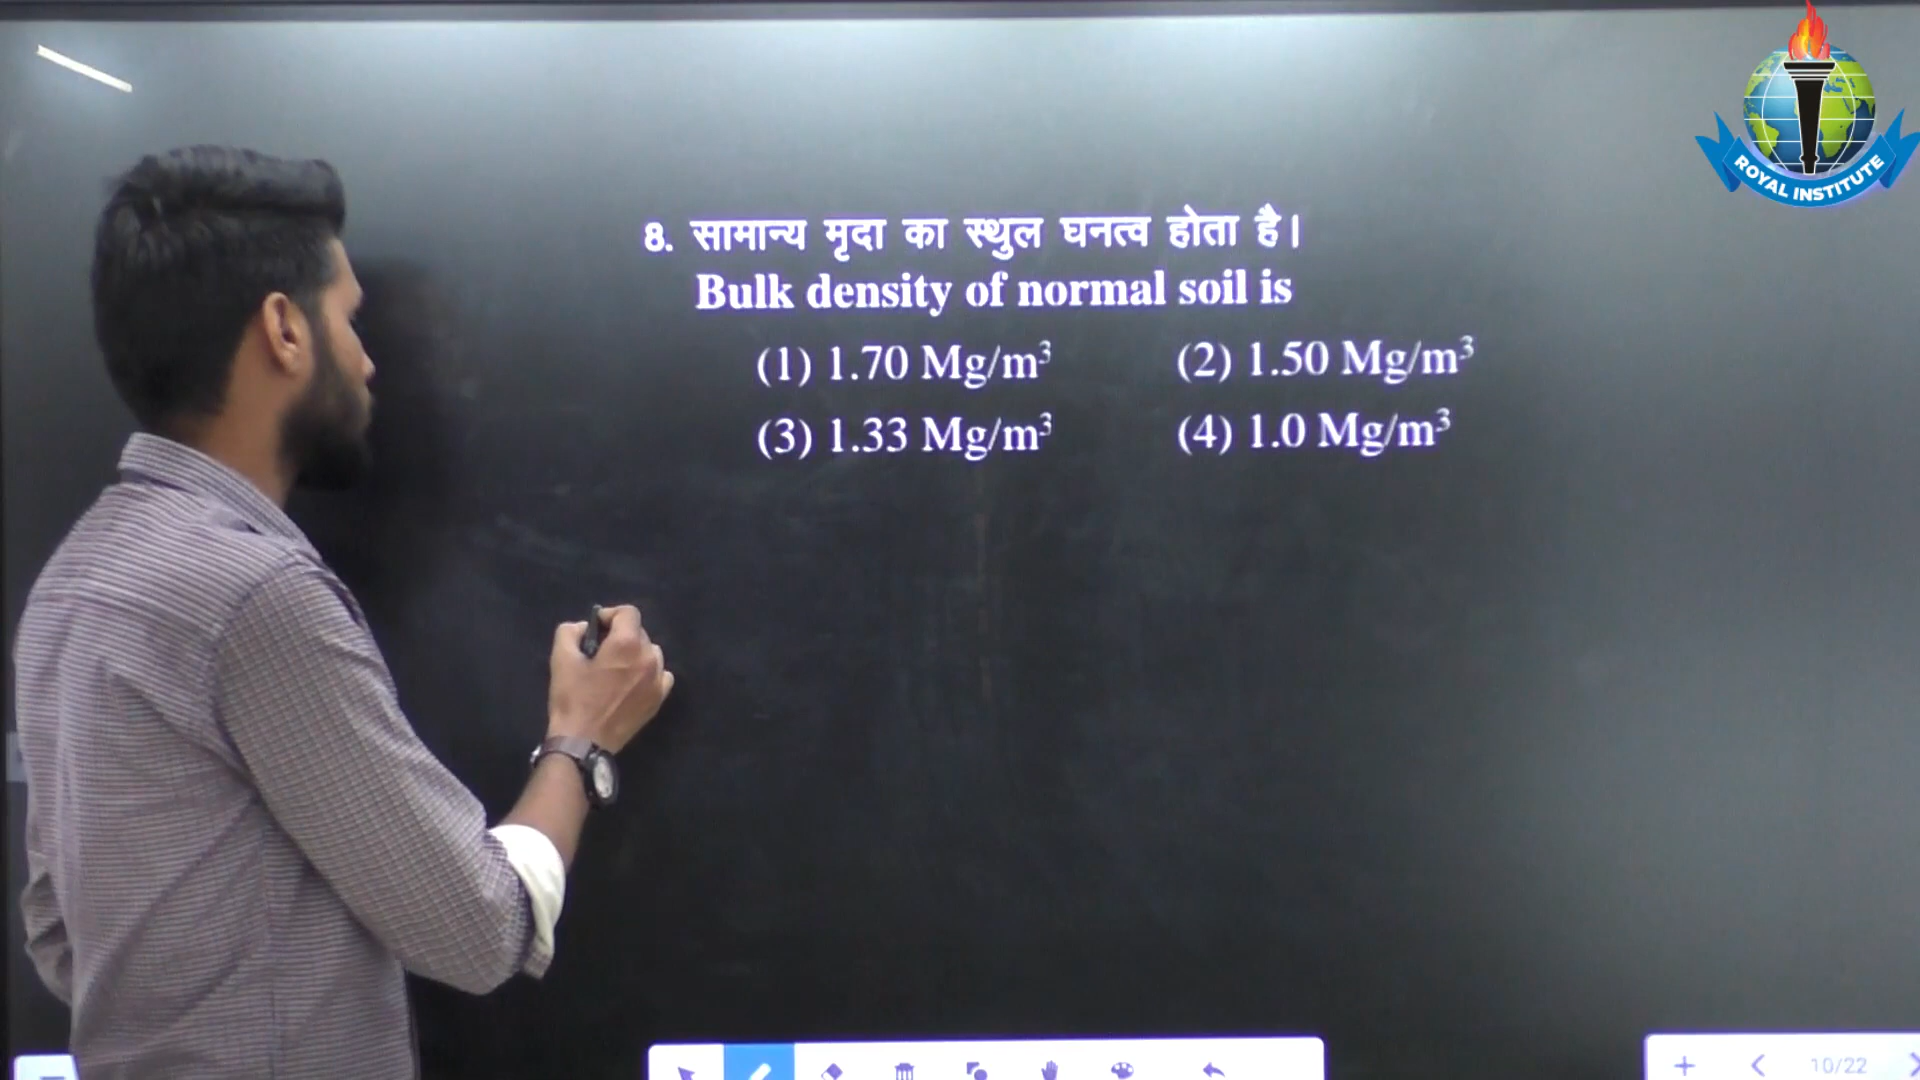 ROYAL INSTITUTE
8. सामान्य मृदा का स्थुल घनत्व होता है।
Bulk density of normal soil is
(1) 1.70 Mg/m³ (2) 1.50 Mg/m³
(3) 1.33 Mg/m³ (4) 1.0 Mg/m³
10/22